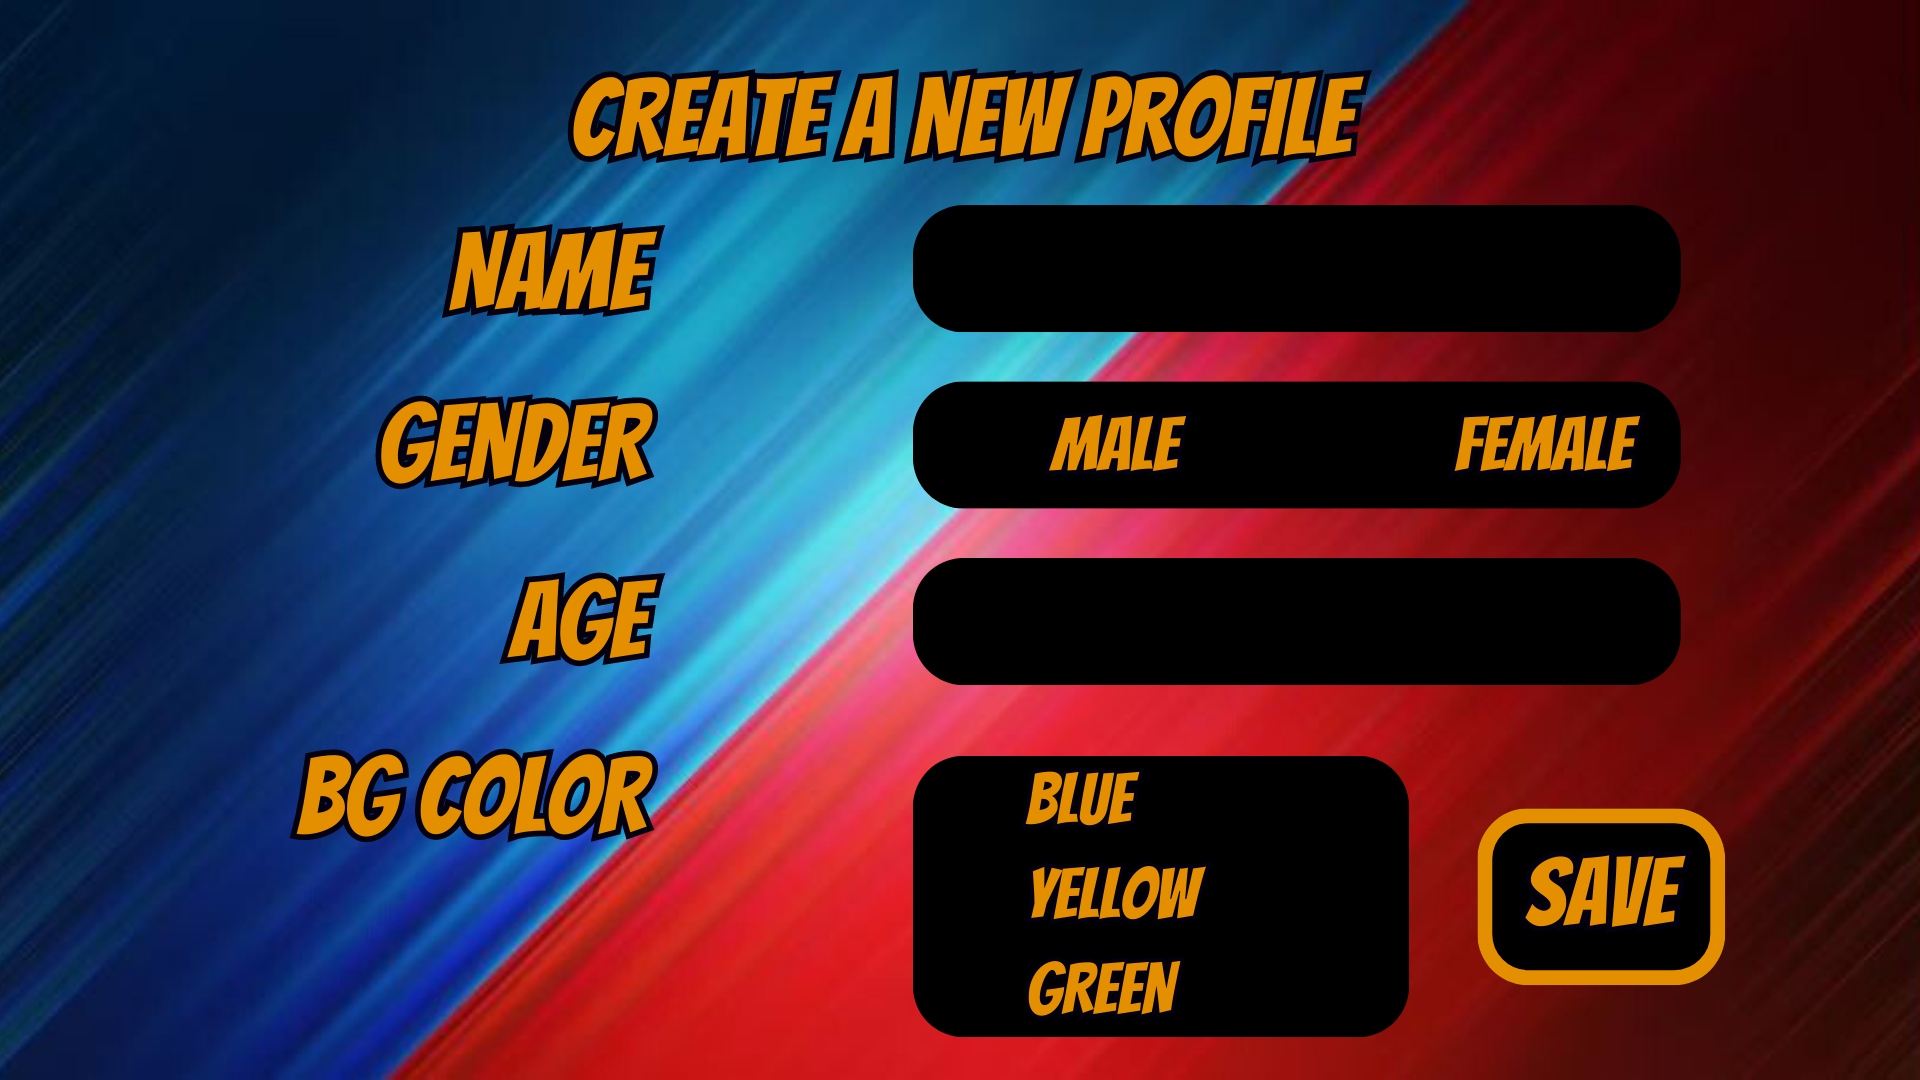 CREATE A NEW PROFILE
NAME
GENDER
MALE FEMALE
AGE
BG COLOR
BLUE
YELLOW
GREEN
SAVE